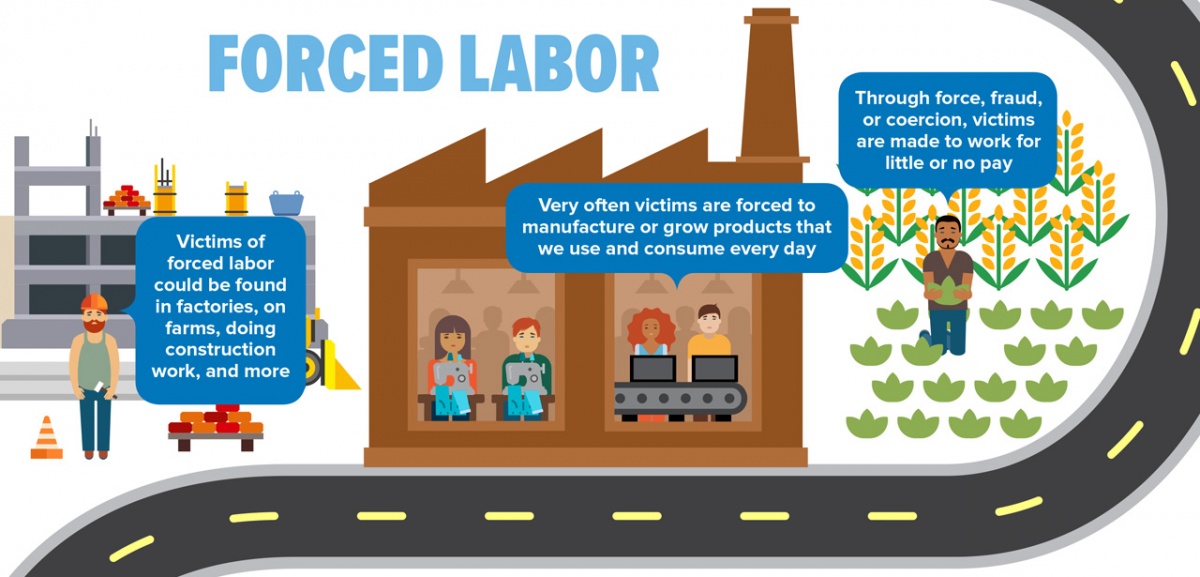 FORCED LABOR
Victims of
forced labor
could be found
in factories, on
farms, doing
construction
work, and more
Very often victims are forced to
manufacture or grow products that
we use and consume every day
Through force, fraud,
or coercion, victims
are made to work for
little or no pay